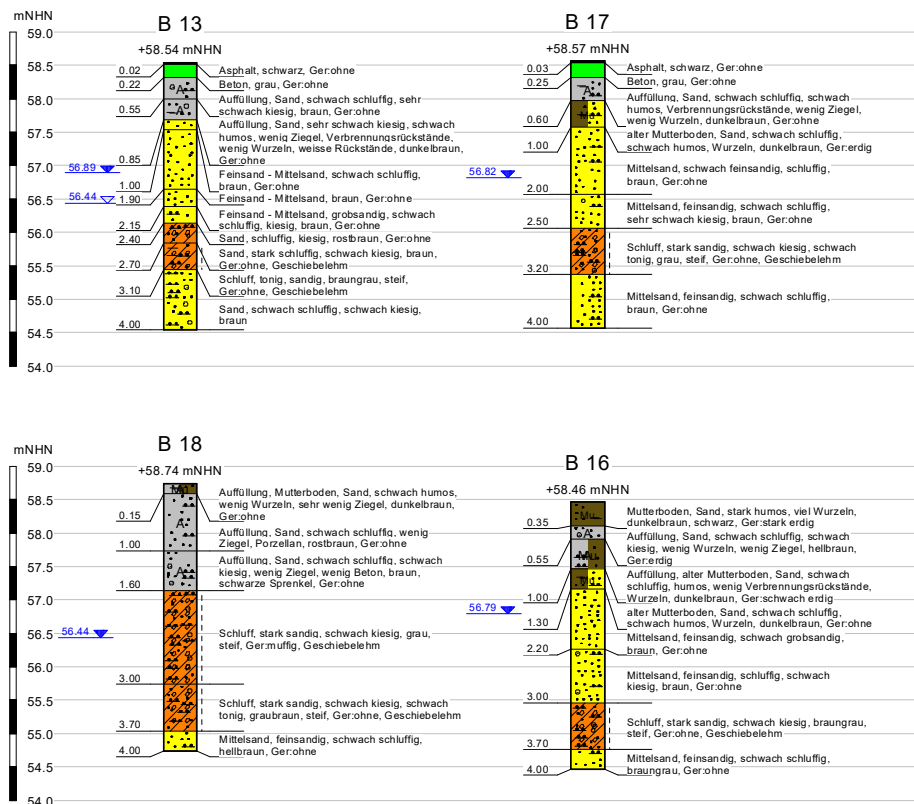 mNHN
59.0
58.5
58.0
57.5
57.0
56.5
56.0
55.5
55.0
54.5
54.0
B 13
+58.54 mNHN
0.02
0.22
0.55
0.85
1.00
1.90
2.15
2.40
2.70
3.10
4.00
56.89
56.44
A
A
Asphalt, schwarz, Ger:ohne
Beton, grau, Ger:ohne
Auffüllung, Sand, schwach schluffig, sehr
schwach kiesig, braun, Ger:ohne
Auffüllung, Sand, sehr schwach kiesig, schwach
humos, wenig Ziegel, Verbrennungsrückstände,
wenig Wurzeln, weisse Rückstände, dunkelbraun,
Ger:ohne
Feinsand - Mittelsand, schwach schluffig,
braun, Ger:ohne
Feinsand - Mittelsand, braun, Ger:ohne
Feinsand - Mittelsand, grobsandig, schwach
schluffig, kiesig, braun, Ger:ohne
Sand, schluffig, kiesig, rostbraun, Ger:ohne
Sand, stark schluffig, schwach kiesig, braun,
Ger:ohne, Geschiebelehm
Schluff, tonig, sandig, braungrau, steif,
Ger:ohne, Geschiebelehm
Sand, schwach schluffig, schwach kiesig,
braun
B 17
+58.57 mNHN
0.03
0.25
0.60
1.00
2.00
2.50
3.20
4.00
56.82
A
Mu
Asphalt, schwarz, Ger:ohne
Beton, grau, Ger:ohne
Auffüllung, Sand, schwach schluffig, schwach
humos, Verbrennungsrückstände, wenig Ziegel,
wenig Wurzeln, dunkelbraun, Ger:ohne
alter Mutterboden, Sand, schwach schluffig,
schwach humos, Wurzeln, dunkelbraun, Ger:erdig
Mittelsand, schwach feinsandig, schluffig,
braun, Ger:ohne
Mittelsand, feinsandig, schwach schluffig,
sehr schwach kiesig, braun, Ger:ohne
Schluff, stark sandig, schwach kiesig, schwach
tonig, grau, steif, Ger:ohne, Geschiebelehm
Mittelsand, feinsandig, schwach schluffig,
braun, Ger:ohne
mNHN
59.0
58.5
58.0
57.5
57.0
56.5
56.0
55.5
55.0
54.5
54.0
B 18
+58.74 mNHN
0.15
1.00
1.60
3.00
3.70
4.00
56.44
Mu
A
A
Auffüllung, Mutterboden, Sand, schwach humos,
wenig Wurzeln, sehr wenig Ziegel, dunkelbraun,
Ger:ohne
Auffüllung, Sand, schwach schluffig, wenig
Ziegel, Porzellan, rostbraun, Ger:ohne
Auffüllung, Sand, schwach schluffig, schwach
kiesig, wenig Ziegel, wenig Beton, braun,
schwarze Sprenkel, Ger:ohne
Schluff, stark sandig, schwach kiesig, grau,
steif, Ger:muffig, Geschiebelehm
Schluff, stark sandig, schwach kiesig, schwach
tonig, graubraun, steif, Ger:ohne, Geschiebelehm
Mittelsand, feinsandig, schwach schluffig,
hellbraun, Ger:ohne
B 16
+58.46 mNHN
0.35
0.55
1.00
1.30
2.20
3.00
3.70
4.00
56.79
Mu
A
Mu
Mu
Mutterboden, Sand, stark humos, viel Wurzeln,
dunkelbraun, schwarz, Ger:stark erdig
Auffüllung, Sand, schwach schluffig, schwach
kiesig, wenig Wurzeln, wenig Ziegel, hellbraun,
Ger:erdig
Auffüllung, alter Mutterboden, Sand, schwach
schluffig, humos, wenig Verbrennungsrückstände,
Wurzeln, dunkelbraun, Ger:schwach erdig
alter Mutterboden, Sand, schwach schluffig,
schwach humos, Wurzeln, dunkelbraun, Ger:ohne
Mittelsand, feinsandig, schwach grobsandig,
braun, Ger:ohne
Mittelsand, feinsandig, schluffig, schwach
kiesig, braun, Ger:ohne
Schluff, stark sandig, schwach kiesig, braungrau,
steif, Ger:ohne, Geschiebelehm
Mittelsand, feinsandig, schwach schluffig,
braungrau, Ger:ohne